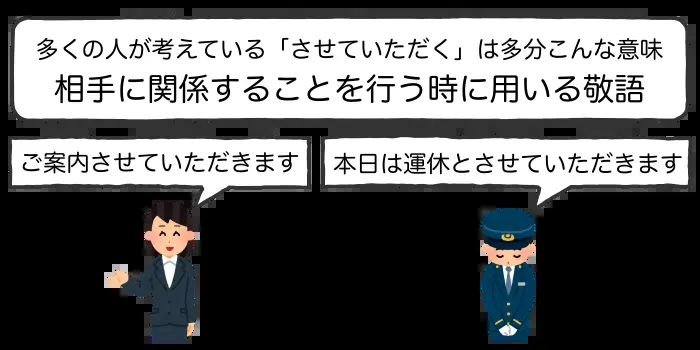 多くの人が考えている「させていただく」は多分こんな意味
相手に関係することを行う時に用いる敬語
ご案内させていただきます
本日は運休とさせていただきます